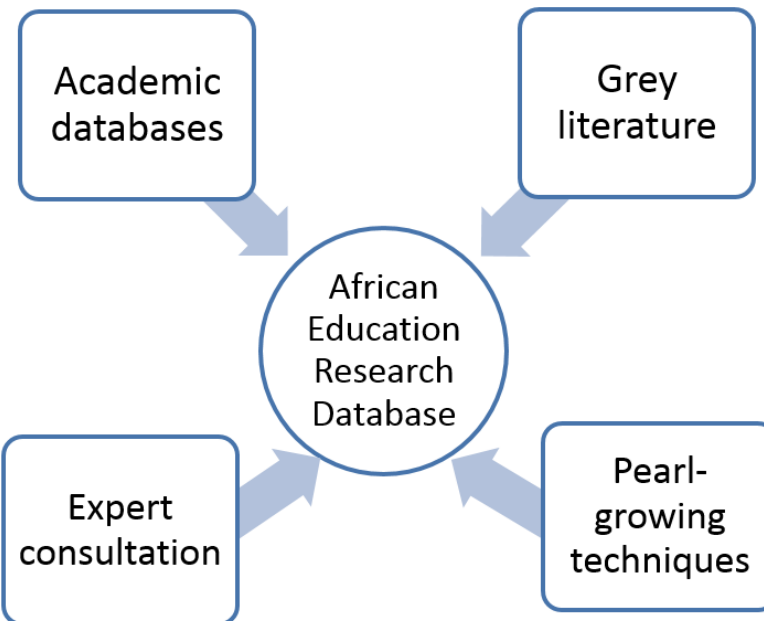 Academic
databases
Grey
literature
African
Education
Research
Database
Expert
consultation
Pearl-
growing
techniques